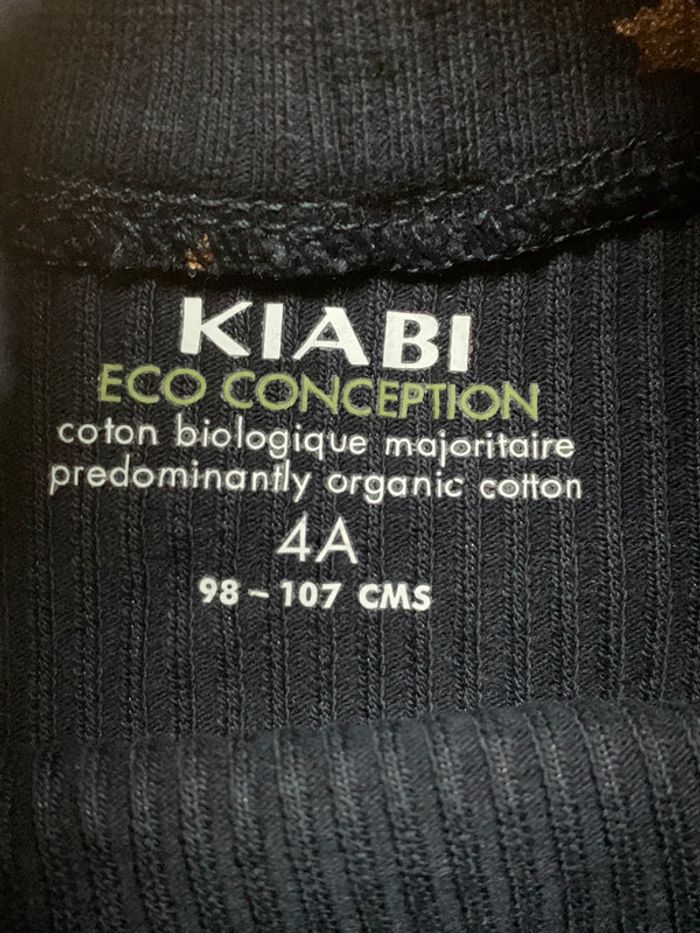 KIABI
ECO CONCEPTION
coton biologique majoritaire
predominantly organic cotton
4A
98 – 107 CMS